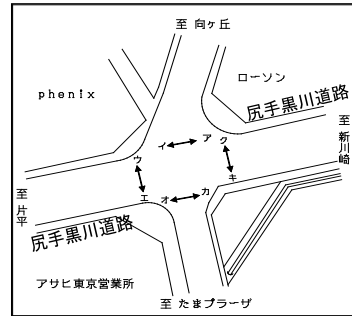 至 向ヶ丘
phenix
ローソン
尻手黒川道路
至 新川崎
イ
ア
ク
ウ
キ
エ
オ
カ
至 片平
尻手黒川道路
アサヒ東京営業所
至 たまプラーザ